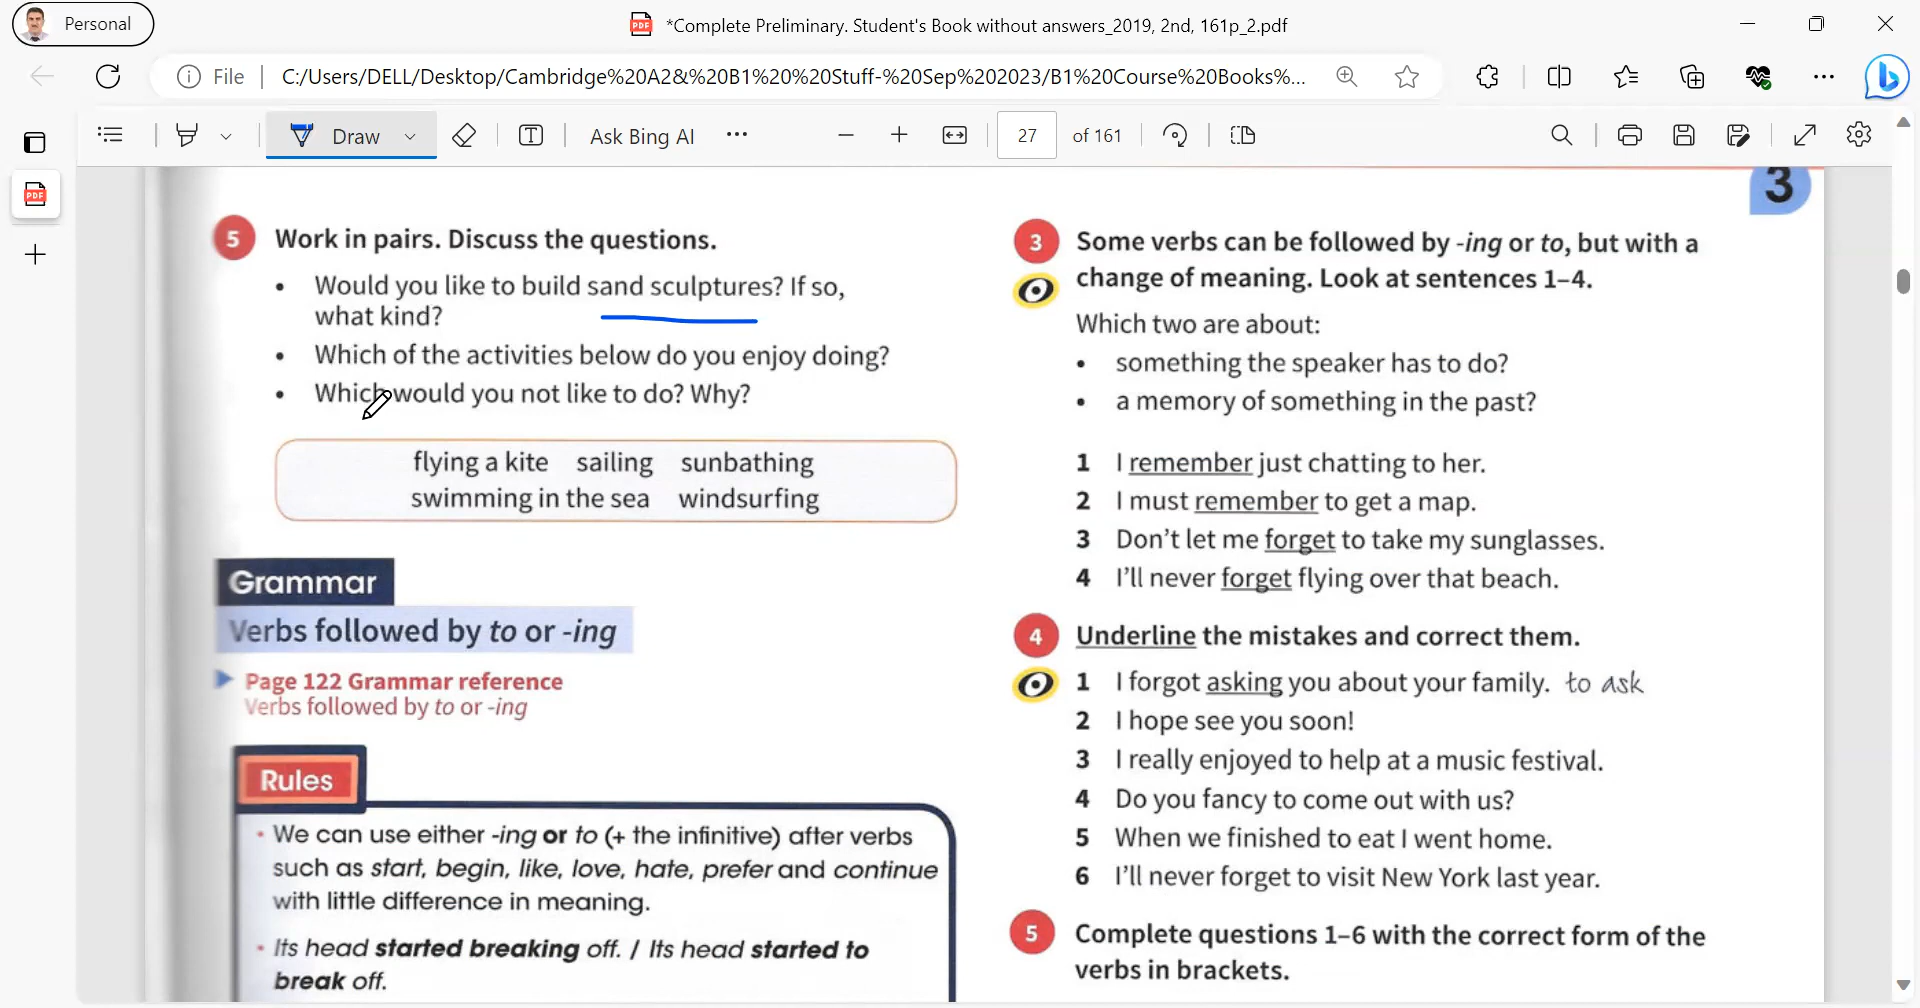 Personal
*Complete Preliminary. Student's Book without answers_2019, 2nd, 161p_2.pdf
File
C:/Users/DELL/Desktop/Cambridge%20A2&%20B1%20%20Stuff-%20Sep%202023/B1%20Course%20Books%...
Draw
Ask Bing AI
27 of 161
3
5 Work in pairs. Discuss the questions.
• Would you like to build sand sculptures? If so,
what kind?
• Which of the activities below do you enjoy doing?
• Which would you not like to do? Why?
flying a kite sailing sunbathing
swimming in the sea windsurfing
Grammar
Verbs followed by to or -ing
Page 122 Grammar reference
Verbs followed by to or -ing
Rules
• We can use either -ing or to (+ the infinitive) after verbs
such as start, begin, like, love, hate, prefer and continue
with little difference in meaning.
• Its head started breaking off. / Its head started to
break off.
3 Some verbs can be followed by -ing or to, but with a
change of meaning. Look at sentences 1–4.
Which two are about:
• something the speaker has to do?
• a memory of something in the past?
1 I remember just chatting to her.
2 I must remember to get a map.
3 Don't let me forget to take my sunglasses.
4 I'll never forget flying over that beach.
4 Underline the mistakes and correct them.
1 I forgot asking you about your family. to ask
2 I hope see you soon!
3 I really enjoyed to help at a music festival.
4 Do you fancy to come out with us?
5 When we finished to eat I went home.
6 I'll never forget to visit New York last year.
5 Complete questions 1–6 with the correct form of the
verbs in brackets.